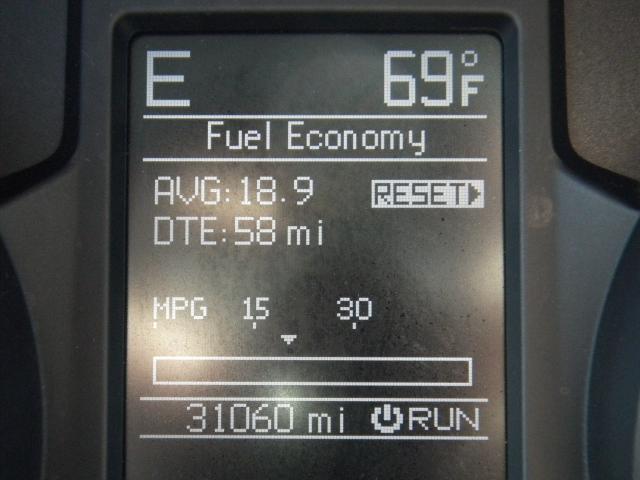 E 69°F
Fuel Economy
AVG:18.9 RESET
DTE:58 mi
MPG 15 30
31060 mi RUN